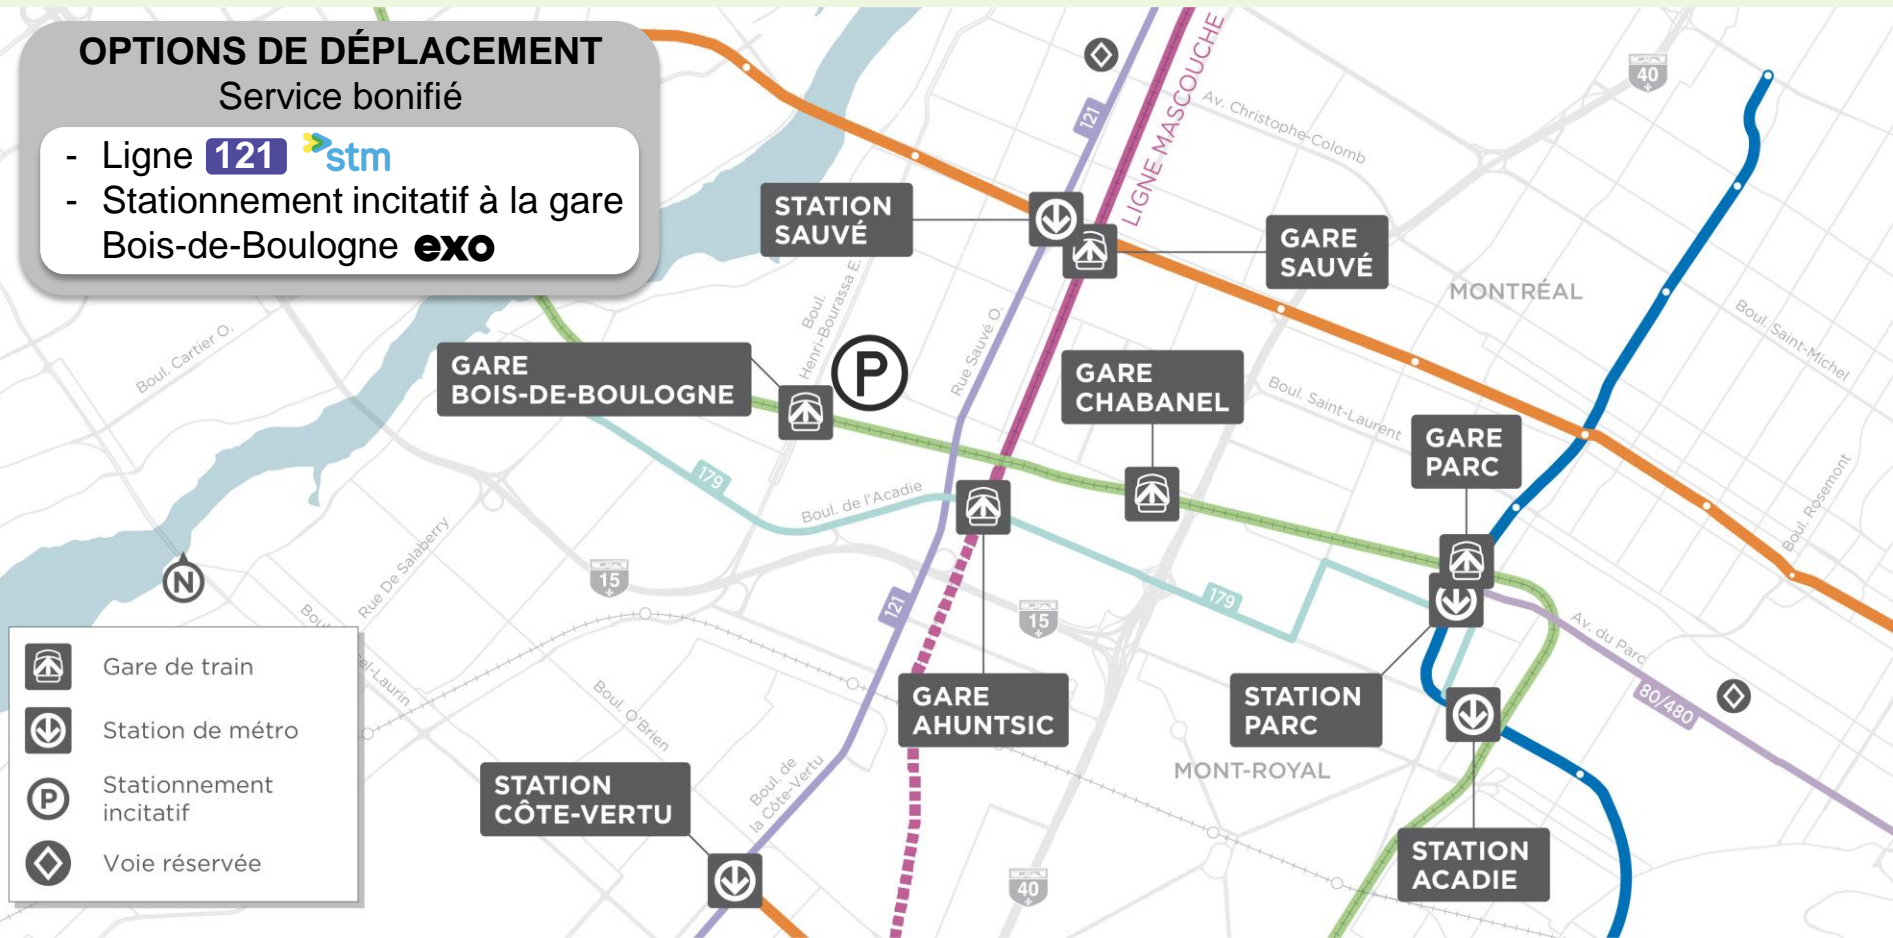 OPTIONS DE DÉPLACEMENT
Service bonifié
- Ligne 121 stm
- Stationnement incitatif à la gare
Bois-de-Boulogne exo
121
LIGNE MASCOUCHE
Av. Christophe-Colomb
40
STATION
SAUVÉ
GARE
SAUVÉ
MONTRÉAL
Boul. Saint-Michel
Boul. Cartier O.
Boul.
Henri-Bourassa E.
Rue Sauvé O.
GARE
BOIS-DE-BOULOGNE
P
GARE
CHABANEL
Boul. Saint-Laurent
GARE
PARC
Boul. Rosemont
179
Boul. de l'Acadie
Rue De Salaberry
N
15
121
15
179
Av. du Parc
80/480
GARE
AHUNTSIC
STATION
PARC
Boul. O'Brien
Boul. de
la Côte-Vertu
MONT-ROYAL
STATION
CÔTE-VERTU
STATION
ACADIE
40
Gare de train
Station de métro
P
Stationnement
incitatif
Voie réservée